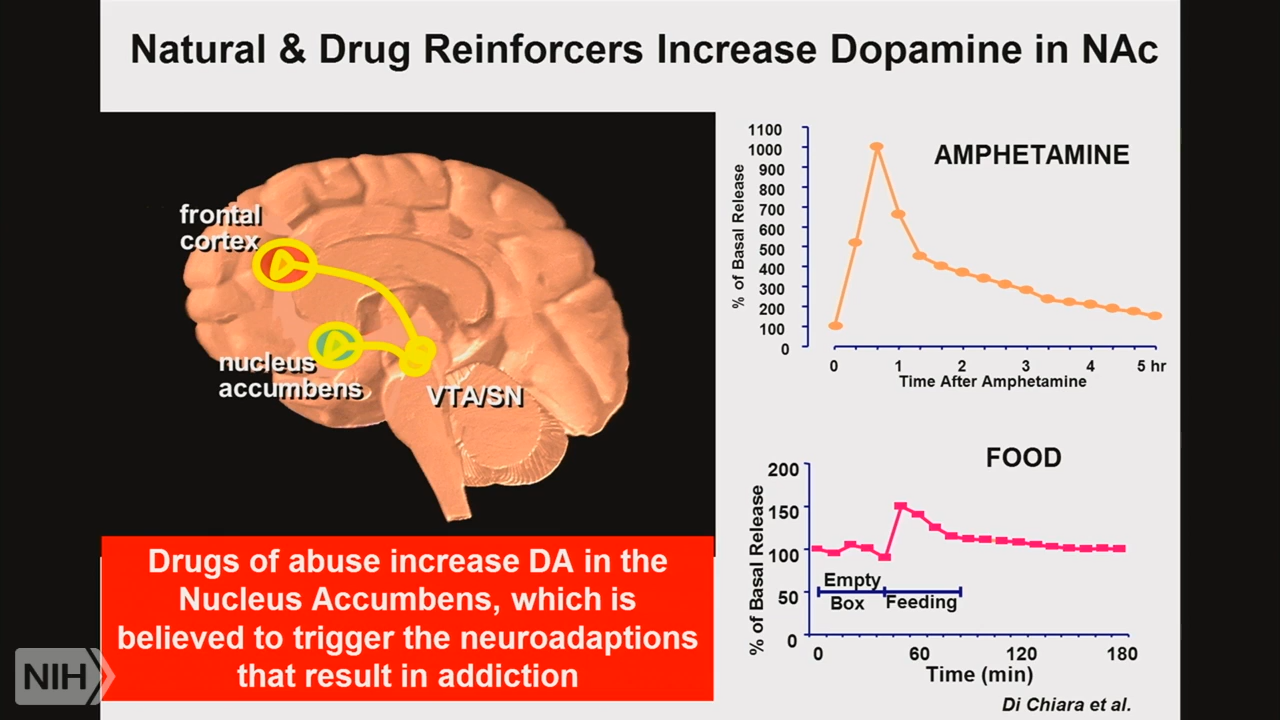 Natural & Drug Reinforcers Increase Dopamine in NAc
frontal
cortex
nucleus
accumbens
VTA/SN
Drugs of abuse increase DA in the
Nucleus Accumbens, which is
believed to trigger the neuroadaptions
that result in addiction
NIH
AMPHETAMINE
% of Basal Release
1100
1000
900
800
700
600
500
400
300
200
100
0
0 1 2 3 4 5 hr
Time After Amphetamine
FOOD
% of Basal Release
200
150
100
50
0
Empty
Box
Feeding
0 60 120 180
Time (min)
Di Chiara et al.